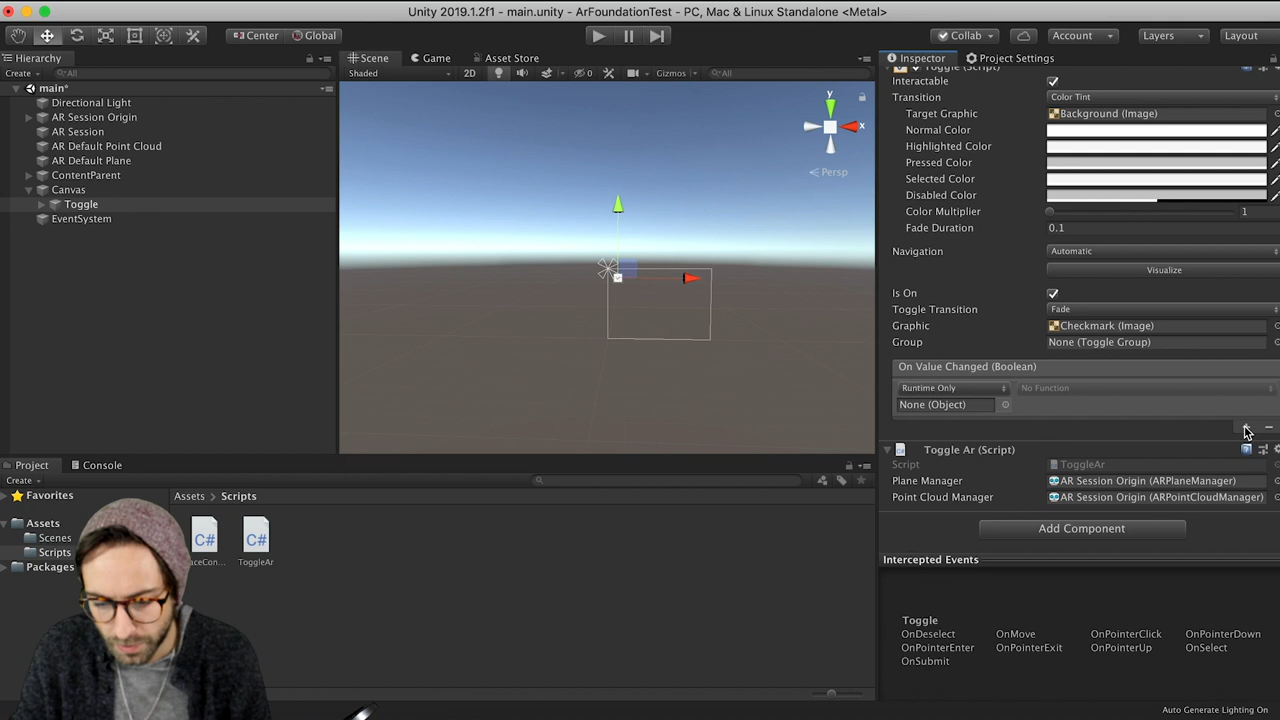 Unity 2019.1.2f1 - main.unity - ArFoundationTest - PC, Mac & Linux Standalone <Metal>
Center Global Collab Account Layers Layout
Hierarchy
Create All
main*
Directional Light
AR Session Origin
AR Session
AR Default Point Cloud
AR Default Plane
ContentParent
Canvas
Toggle
EventSystem
Scene Game Asset Store
Shaded 2D 0 Gizmos All
y
x
Persp
Inspector Project Settings
Toggle (Script)
Interactable
Transition Color Tint
Target Graphic Background (Image)
Normal Color
Highlighted Color
Pressed Color
Selected Color
Disabled Color
Color Multiplier 1
Fade Duration 0.1
Navigation Automatic
Visualize
Is On
Toggle Transition Fade
Graphic Checkmark (Image)
Group None (Toggle Group)
On Value Changed (Boolean)
Runtime Only No Function
None (Object)
Toggle Ar (Script)
Script ToggleAr
Plane Manager AR Session Origin (ARPlaneManager)
Point Cloud Manager AR Session Origin (ARPointCloudManager)
Add Component
Intercepted Events
Toggle
OnDeselect OnMove OnPointerClick OnPointerDown
OnPointerEnter OnPointerExit OnPointerUp OnSelect
OnSubmit
Project Console
Create
Favorites
Assets
Scenes
Scripts
Packages
Assets Scripts
C# C#
aceCon... ToggleAr
Auto Generate Lighting On